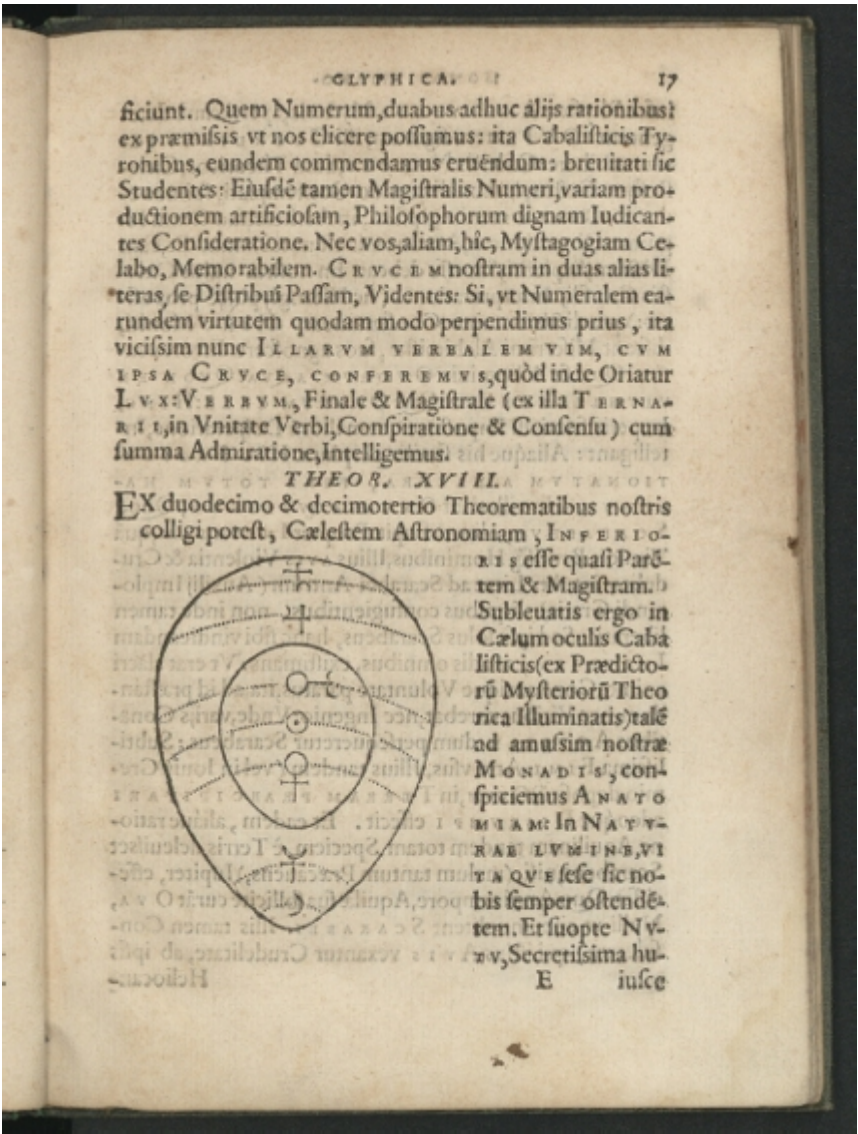 GLYPHICA. 17
ficiunt. Quem Numerum, duabus adhuc alijs rationibus:
ex præmissis vt nos elicere possumus: ita Cabalisticis Ty-
ronibus, eundem commendamus eruendum: breuitati sic
Studentes: Eiusdē tamen Magistralis Numeri, variam pro-
ductionem artificiosam, Philosophorum dignam Iudican-
tes Consideratione. Nec vos, aliam, hîc, Mystagogiam Ce-
labo, Memorabilem. CRVCEM nostram in duas alias li-
teras, se Distribui Passam, Videntes: Si, vt Numeralem ea-
rundem virtutem quodam modo perpendimus prius, ita
vicissim nunc ILLARVM VERBALEM VIM, CVM
IPSA CRVCE, CONFEREMVS, quòd inde Oriatur
LVX: VERBVM, Finale & Magistrale (ex illa TERNA-
RII, in Vnitate Verbi, Conspiratione & Consensu) cum
summa Admiratione, Intelligemus.
THEOR. XVIII.
EX duodecimo & decimotertio Theorematibus nostris
colligi potest, Cælestem Astronomiam, INFERIO-
RIS esse quasi Parē-
tem & Magistram.
Subleuatis ergo in
Cælum oculis Caba
listicis (ex Prædicto-
rū Mysteriorū Theo
rica Illuminatis) talē
ad amussim nostræ
MONADIS, con-
spiciemus ANATO
MIAM: In NATV-
RAE LVMINE, VI
TAQVE sese sic no-
bis semper ostendē-
tem. Et suopte NV-
TV, Secretissima hu-
E iusce